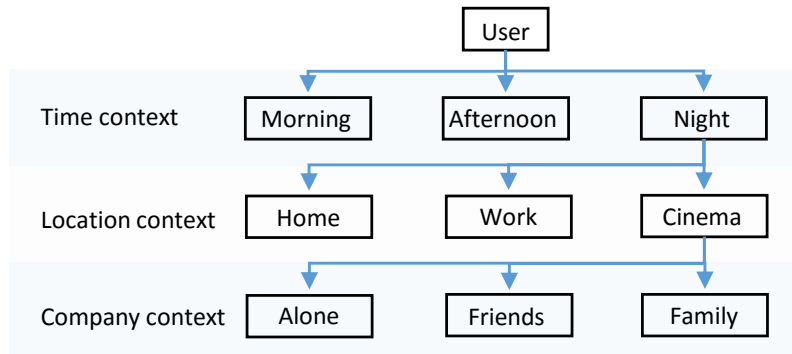 User
Time context
Morning
Afternoon
Night
Location context
Home
Work
Cinema
Company context
Alone
Friends
Family